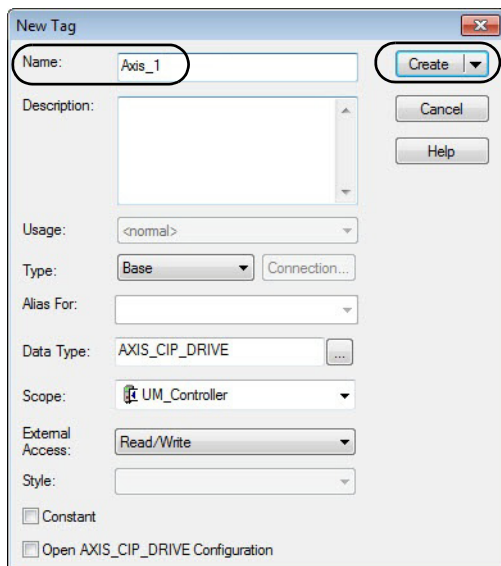 New Tag
Name: Axis_1 Create
Description: Cancel
Help
Usage: <normal>
Type: Base Connection...
Alias For:
Data Type: AXIS_CIP_DRIVE ...
Scope: UM_Controller
External Access: Read/Write
Style:
Constant
Open AXIS_CIP_DRIVE Configuration